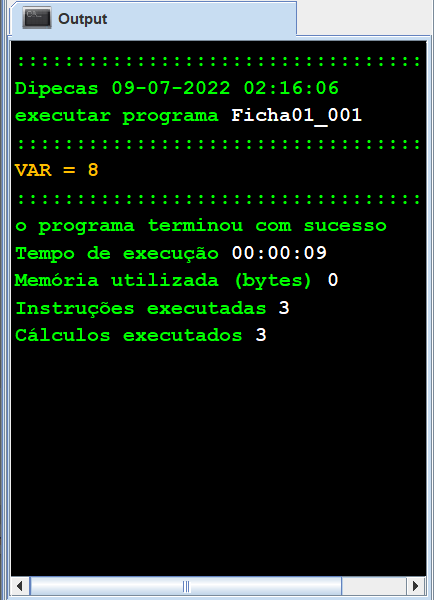 Output
::::::::::::::::::::::::::::::::::
Dipecas 09-07-2022 02:16:06
executar programa Ficha01_001
::::::::::::::::::::::::::::::::::
VAR = 8
::::::::::::::::::::::::::::::::::
o programa terminou com sucesso
Tempo de execução 00:00:09
Memória utilizada (bytes) 0
Instruções executadas 3
Cálculos executados 3